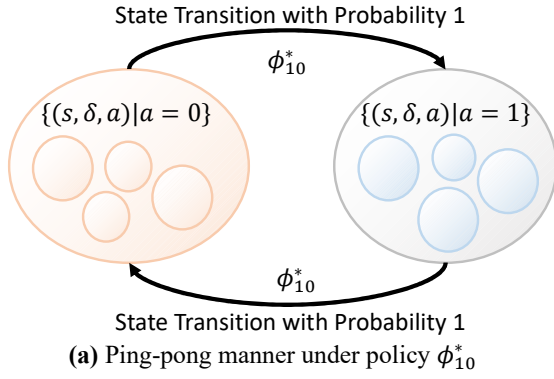 State Transition with Probability 1
ϕ*₁₀
{(s, δ, a)|a = 0} {(s, δ, a)|a = 1}
ϕ*₁₀
State Transition with Probability 1
(a) Ping-pong manner under policy ϕ*₁₀